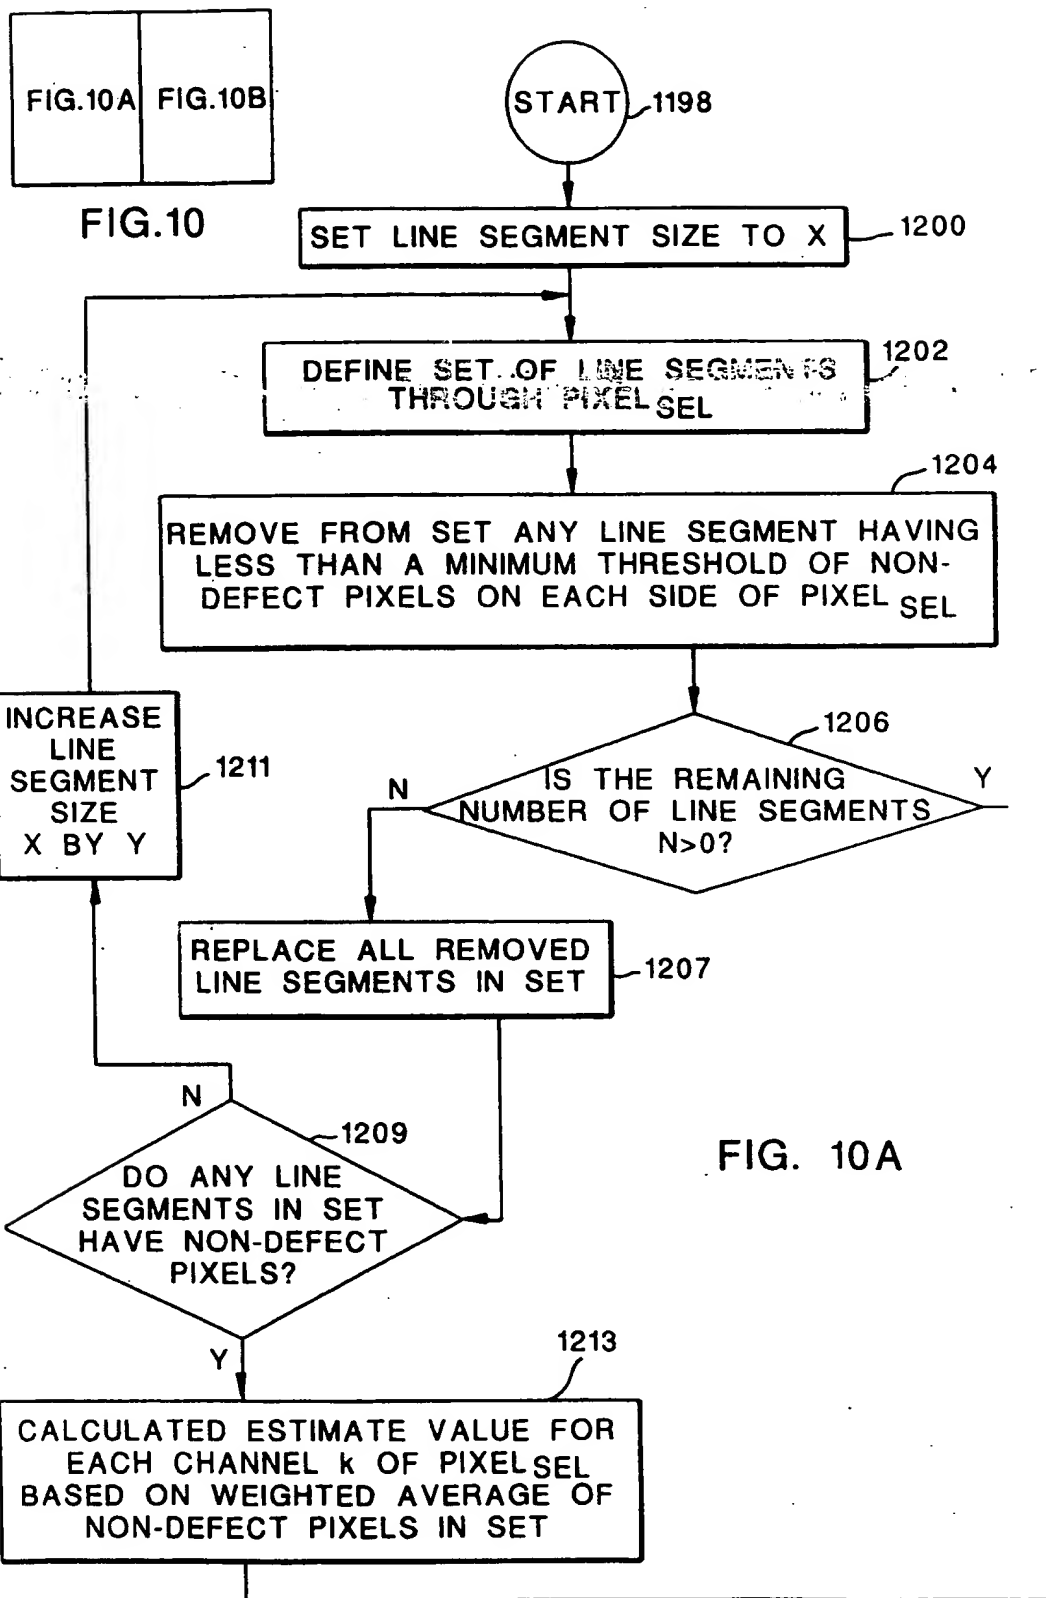 FIG.10A FIG.10B
FIG.10
START
1198
SET LINE SEGMENT SIZE TO X
1200
DEFINE SET OF LINE SEGMENTS
THROUGH PIXEL SEL
1202
1204
REMOVE FROM SET ANY LINE SEGMENT HAVING
LESS THAN A MINIMUM THRESHOLD OF NON-
DEFECT PIXELS ON EACH SIDE OF PIXEL SEL
1206
IS THE REMAINING
NUMBER OF LINE SEGMENTS
N>0?
N
Y
INCREASE
LINE
SEGMENT
SIZE
X BY Y
1211
REPLACE ALL REMOVED
LINE SEGMENTS IN SET
1207
N
1209
DO ANY LINE
SEGMENTS IN SET
HAVE NON-DEFECT
PIXELS?
FIG. 10A
Y
1213
CALCULATED ESTIMATE VALUE FOR
EACH CHANNEL k OF PIXEL SEL
BASED ON WEIGHTED AVERAGE OF
NON-DEFECT PIXELS IN SET